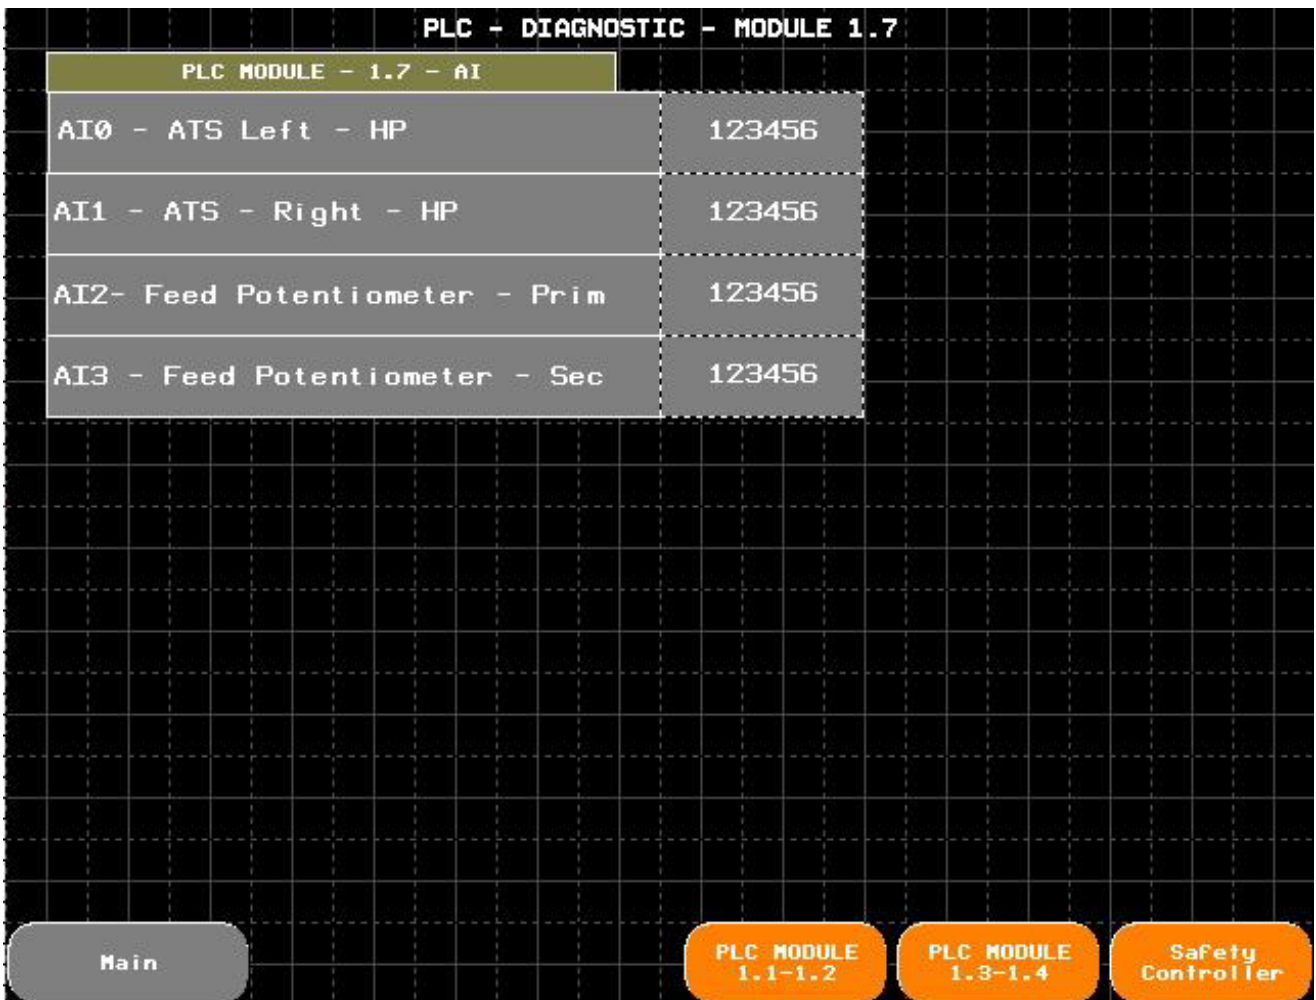 PLC - DIAGNOSTIC - MODULE 1.7
PLC MODULE - 1.7 - AI
AI0 - ATS Left - HP 123456
AI1 - ATS - Right - HP 123456
AI2- Feed Potentiometer - Prim 123456
AI3 - Feed Potentiometer - Sec 123456
Main
PLC MODULE
1.1-1.2
PLC MODULE
1.3-1.4
Safety
Controller